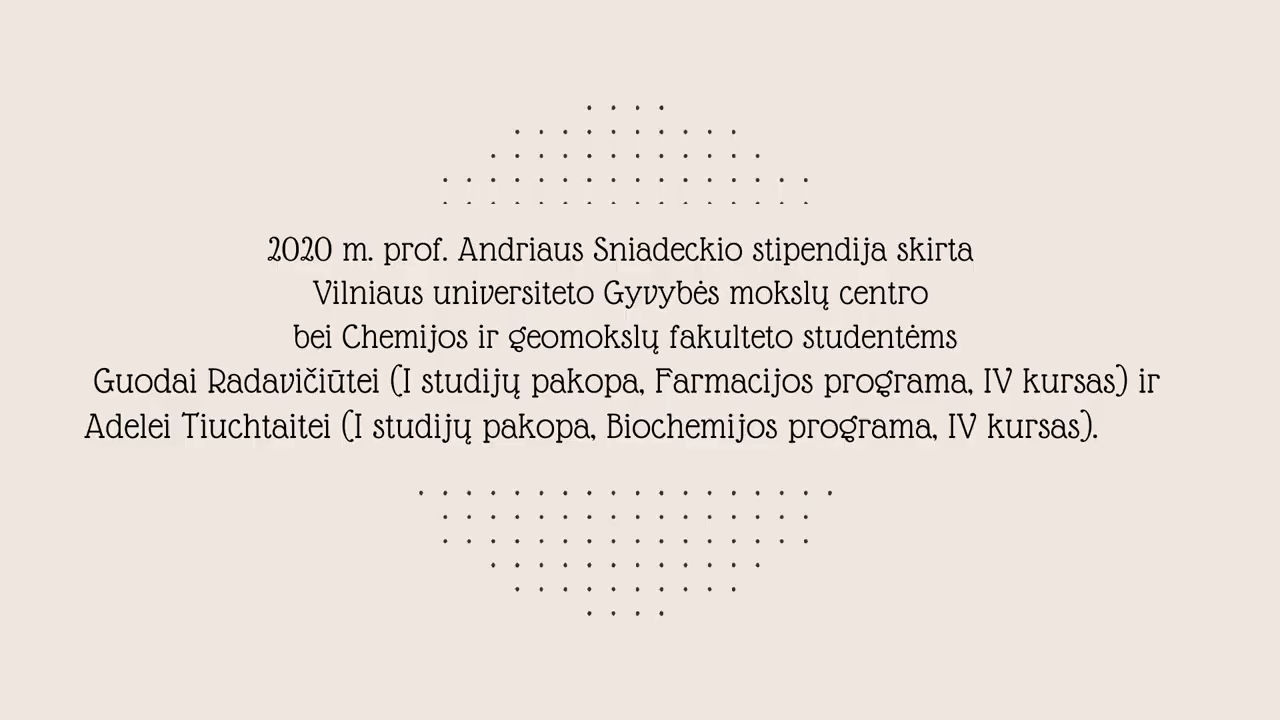 2020 m. prof. Andriaus Sniadeckio stipendija skirta
Vilniaus universiteto Gyvybės mokslų centro
bei Chemijos ir geomokslų fakulteto studentėms
Guodai Radavičiūtei (I studijų pakopa, Farmacijos programa, IV kursas) ir
Adelei Tiuchtaitei (I studijų pakopa, Biochemijos programa, IV kursas).